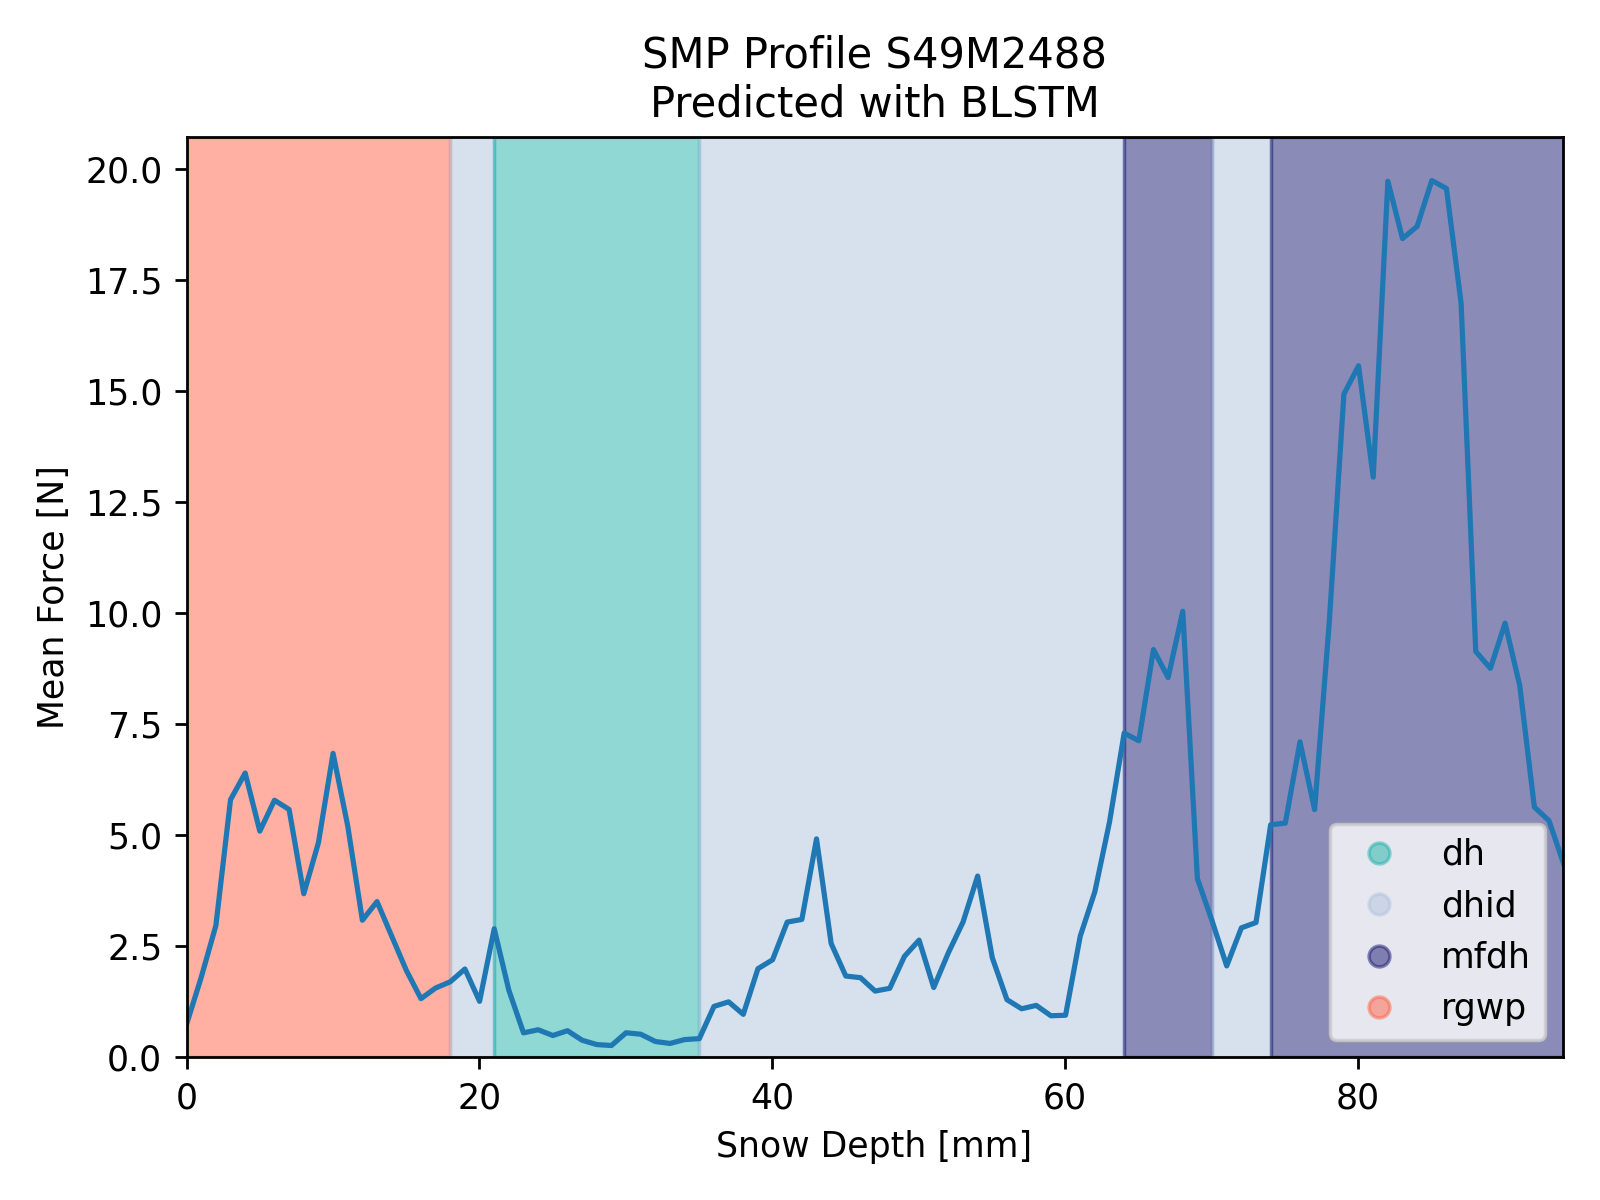 SMP Profile S49M2488
Predicted with BLSTM
20.0
17.5
15.0
12.5
10.0
7.5
5.0
2.5
0.0
Mean Force [N]
dh
dhid
mfdh
rgwp
0 20 40 60 80
Snow Depth [mm]